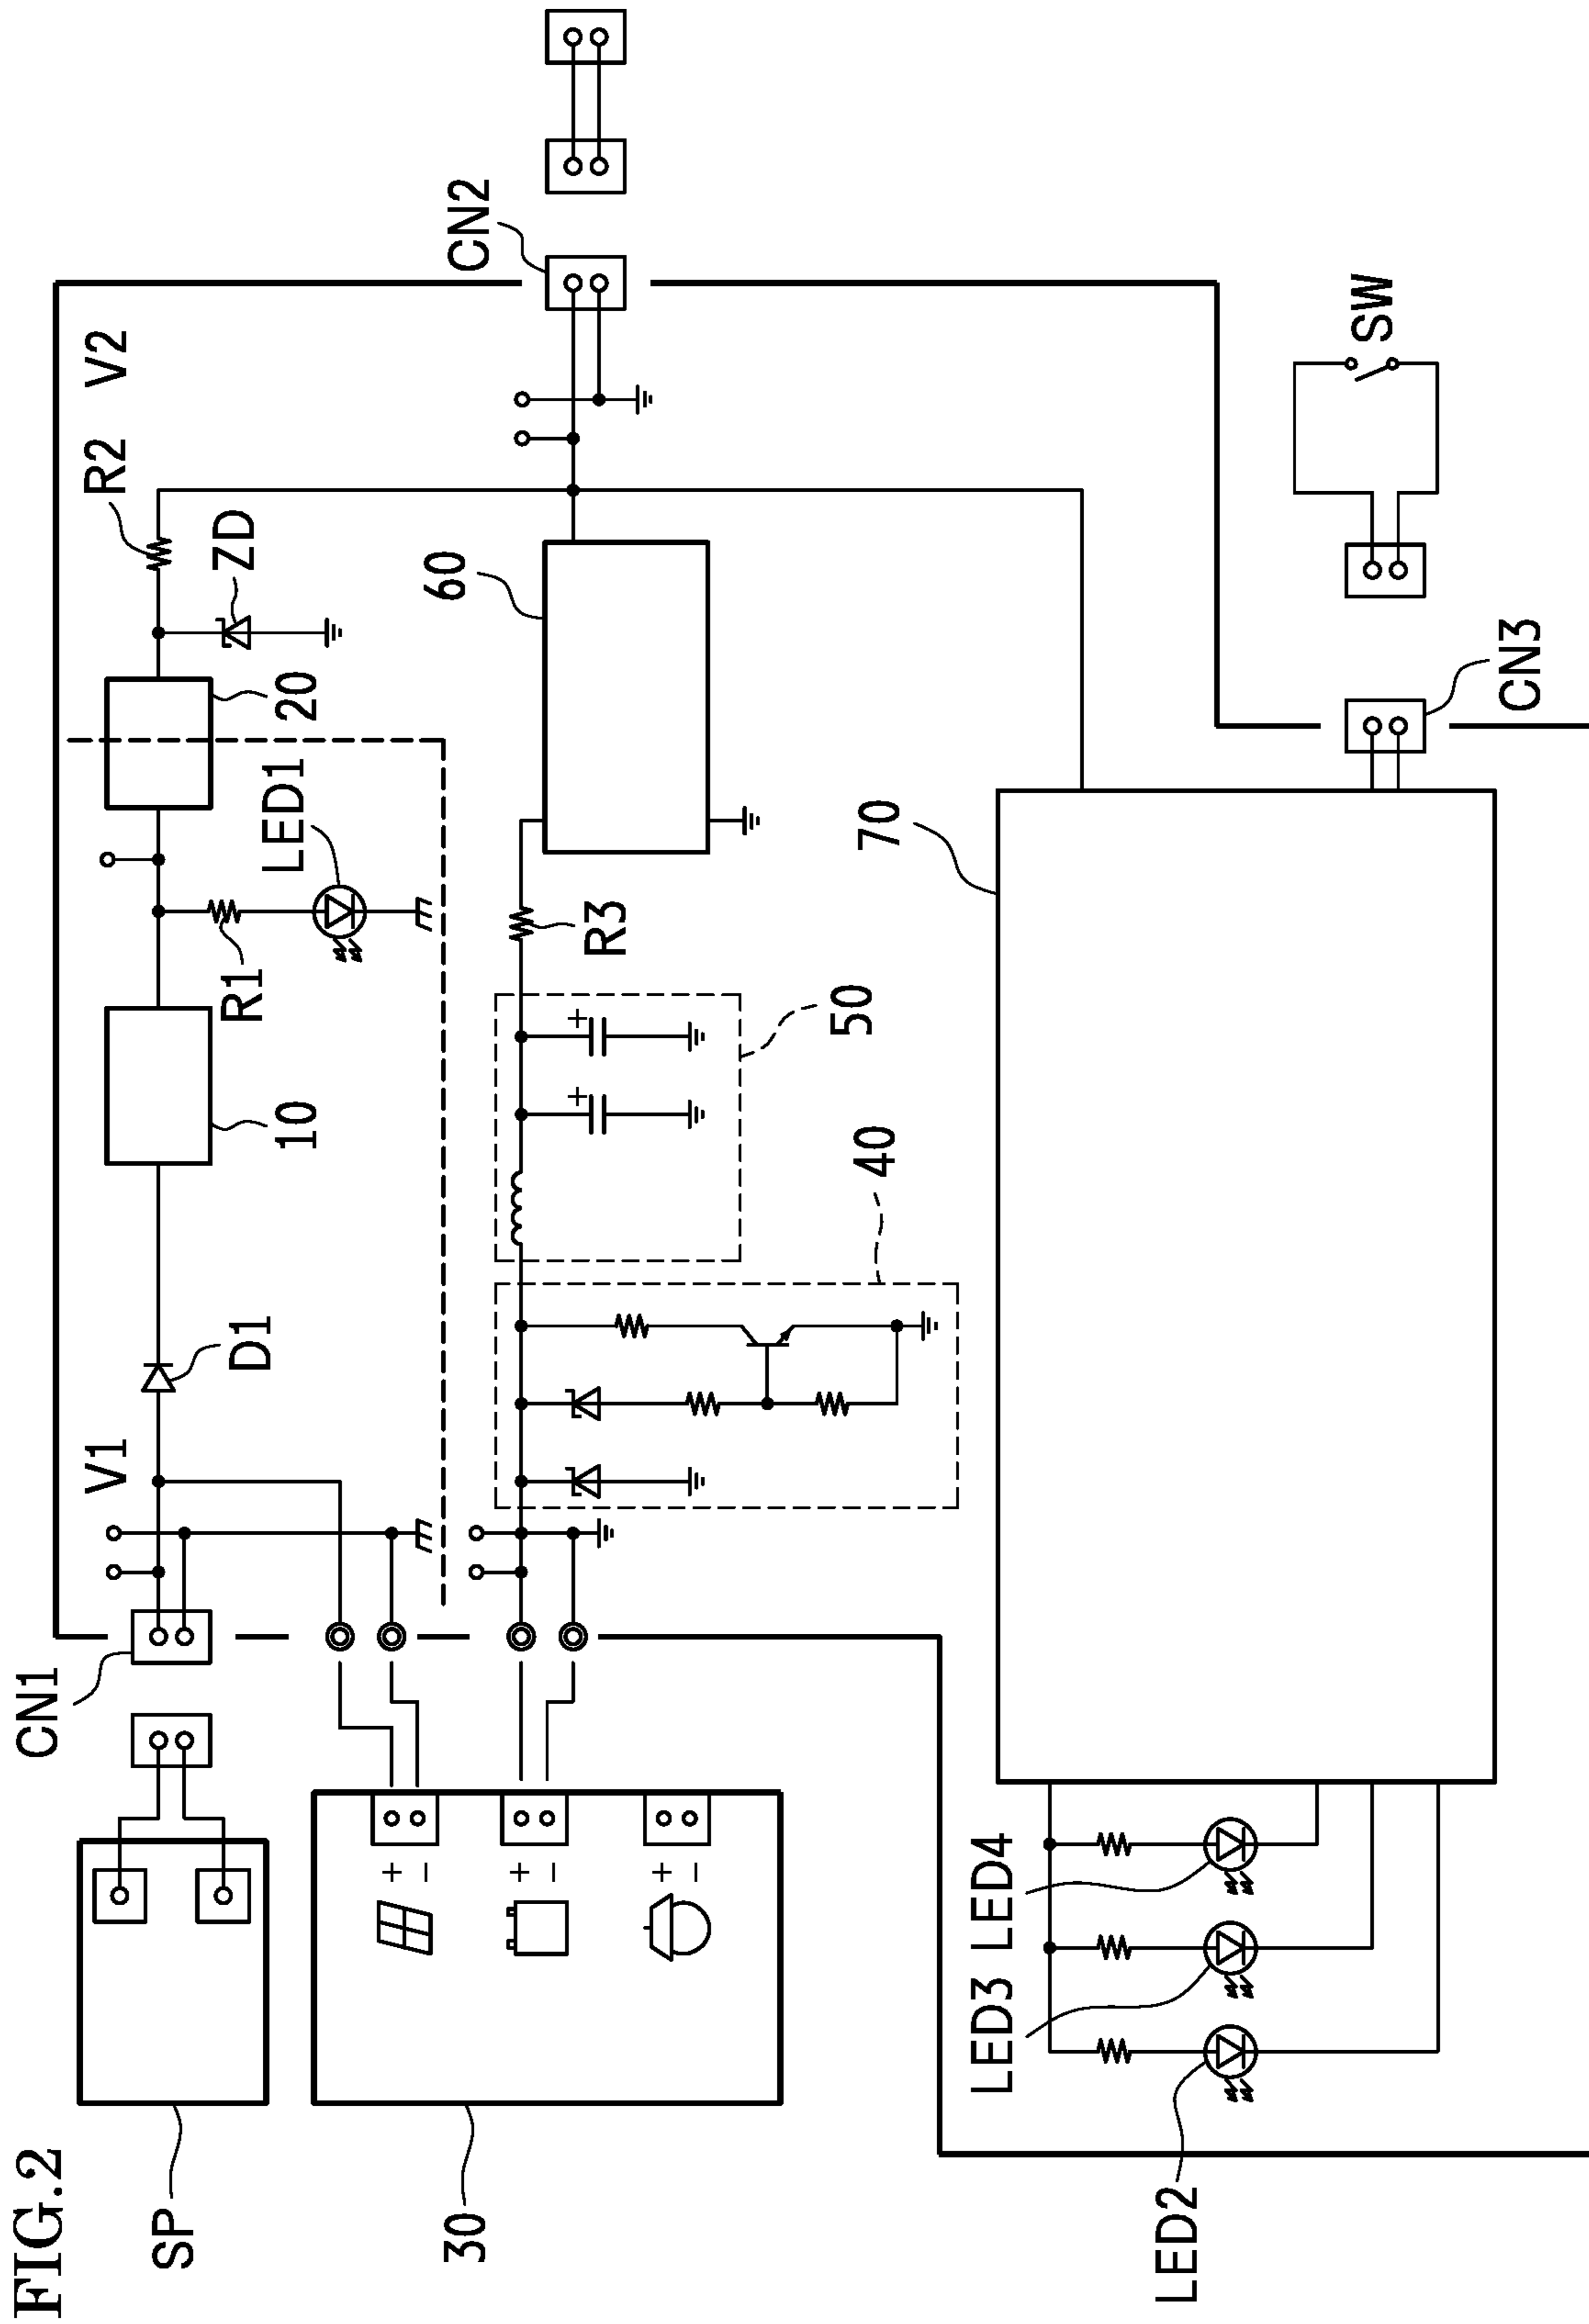 FIG.2
SP
CN1
V1
D1
10
R1
LED1
20
ZD
R2
V2
CN2
30
+
−
+
−
+
−
40
50
+
+
R3
60
70
LED2
LED3
LED4
CN3
SW